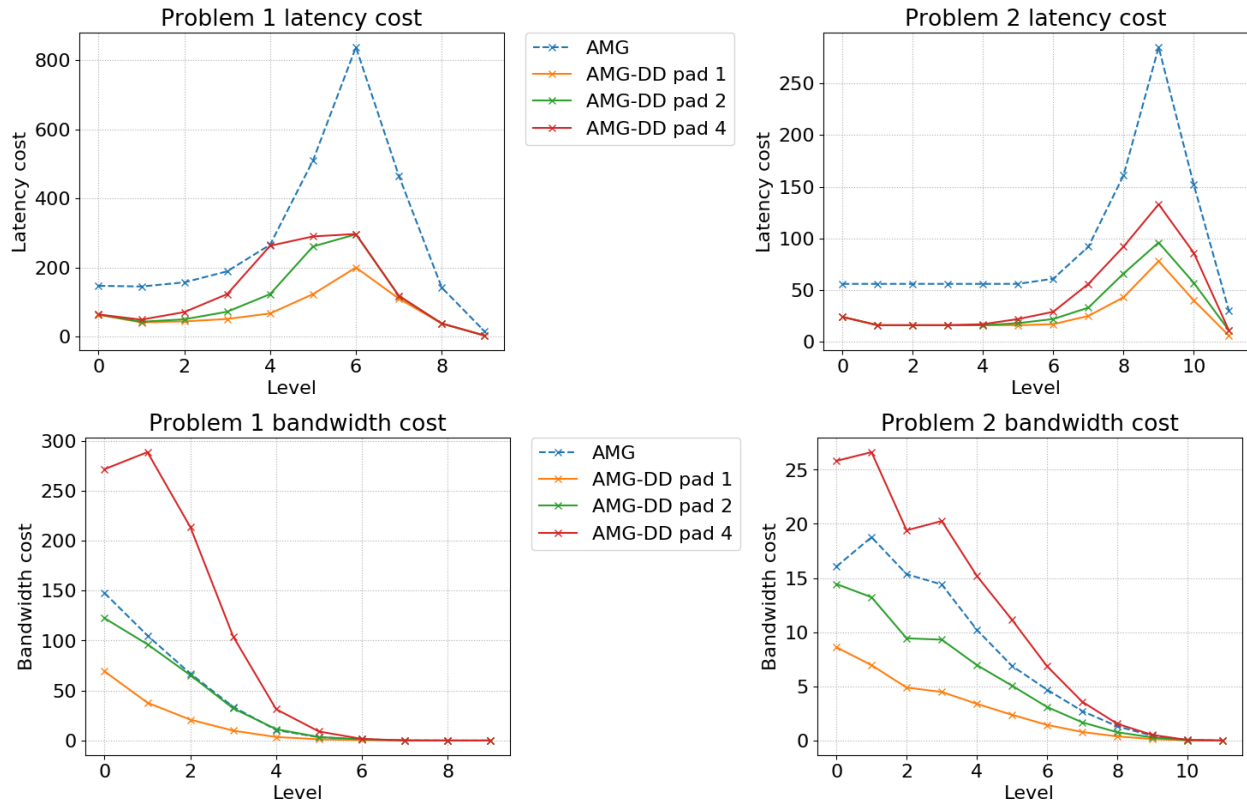 Problem 1 latency cost
Latency cost
800
600
400
200
0
0 2 4 6 8
Level
AMG
AMG-DD pad 1
AMG-DD pad 2
AMG-DD pad 4
Problem 2 latency cost
Latency cost
250
200
150
100
50
0
0 2 4 6 8 10
Level
Problem 1 bandwidth cost
Bandwidth cost
300
250
200
150
100
50
0
0 2 4 6 8
Level
AMG
AMG-DD pad 1
AMG-DD pad 2
AMG-DD pad 4
Problem 2 bandwidth cost
Bandwidth cost
25
20
15
10
5
0
0 2 4 6 8 10
Level